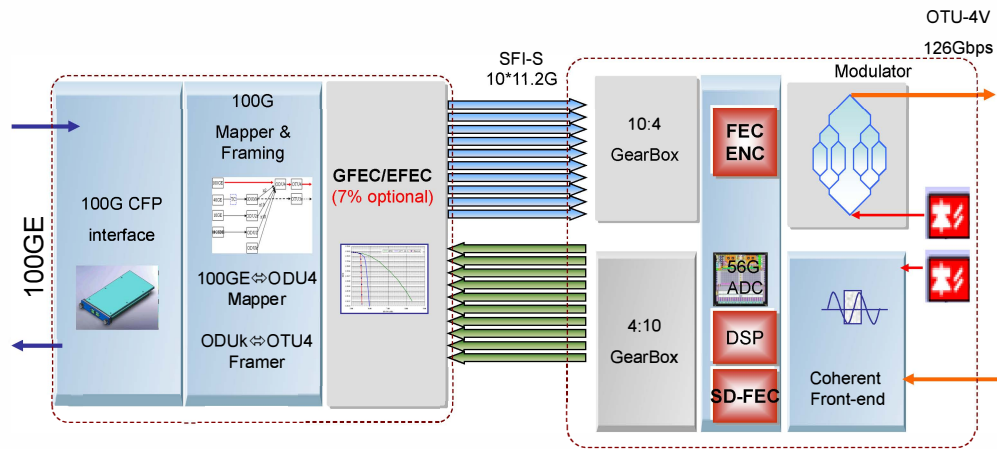 OTU-4V
126Gbps
SFI-S
10*11.2G
Modulator
100GE
100G CFP
interface
100G
Mapper &
Framing
100GE⇔ODU4
Mapper
ODUk⇔OTU4
Framer
GFEC/EFEC
(7% optional)
10:4
GearBox
4:10
GearBox
FEC
ENC
56G
ADC
DSP
SD-FEC
Coherent
Front-end